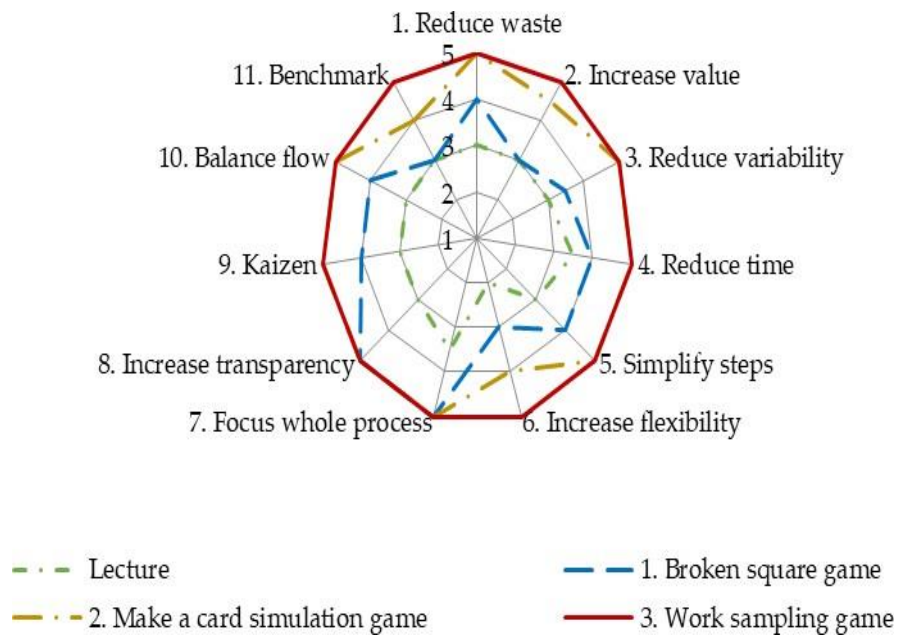 1. Reduce waste
11. Benchmark
2. Increase value
10. Balance flow
3. Reduce variability
9. Kaizen
4. Reduce time
8. Increase transparency
5. Simplify steps
7. Focus whole process
6. Increase flexibility
5
4
3
2
1
Lecture
1. Broken square game
2. Make a card simulation game
3. Work sampling game